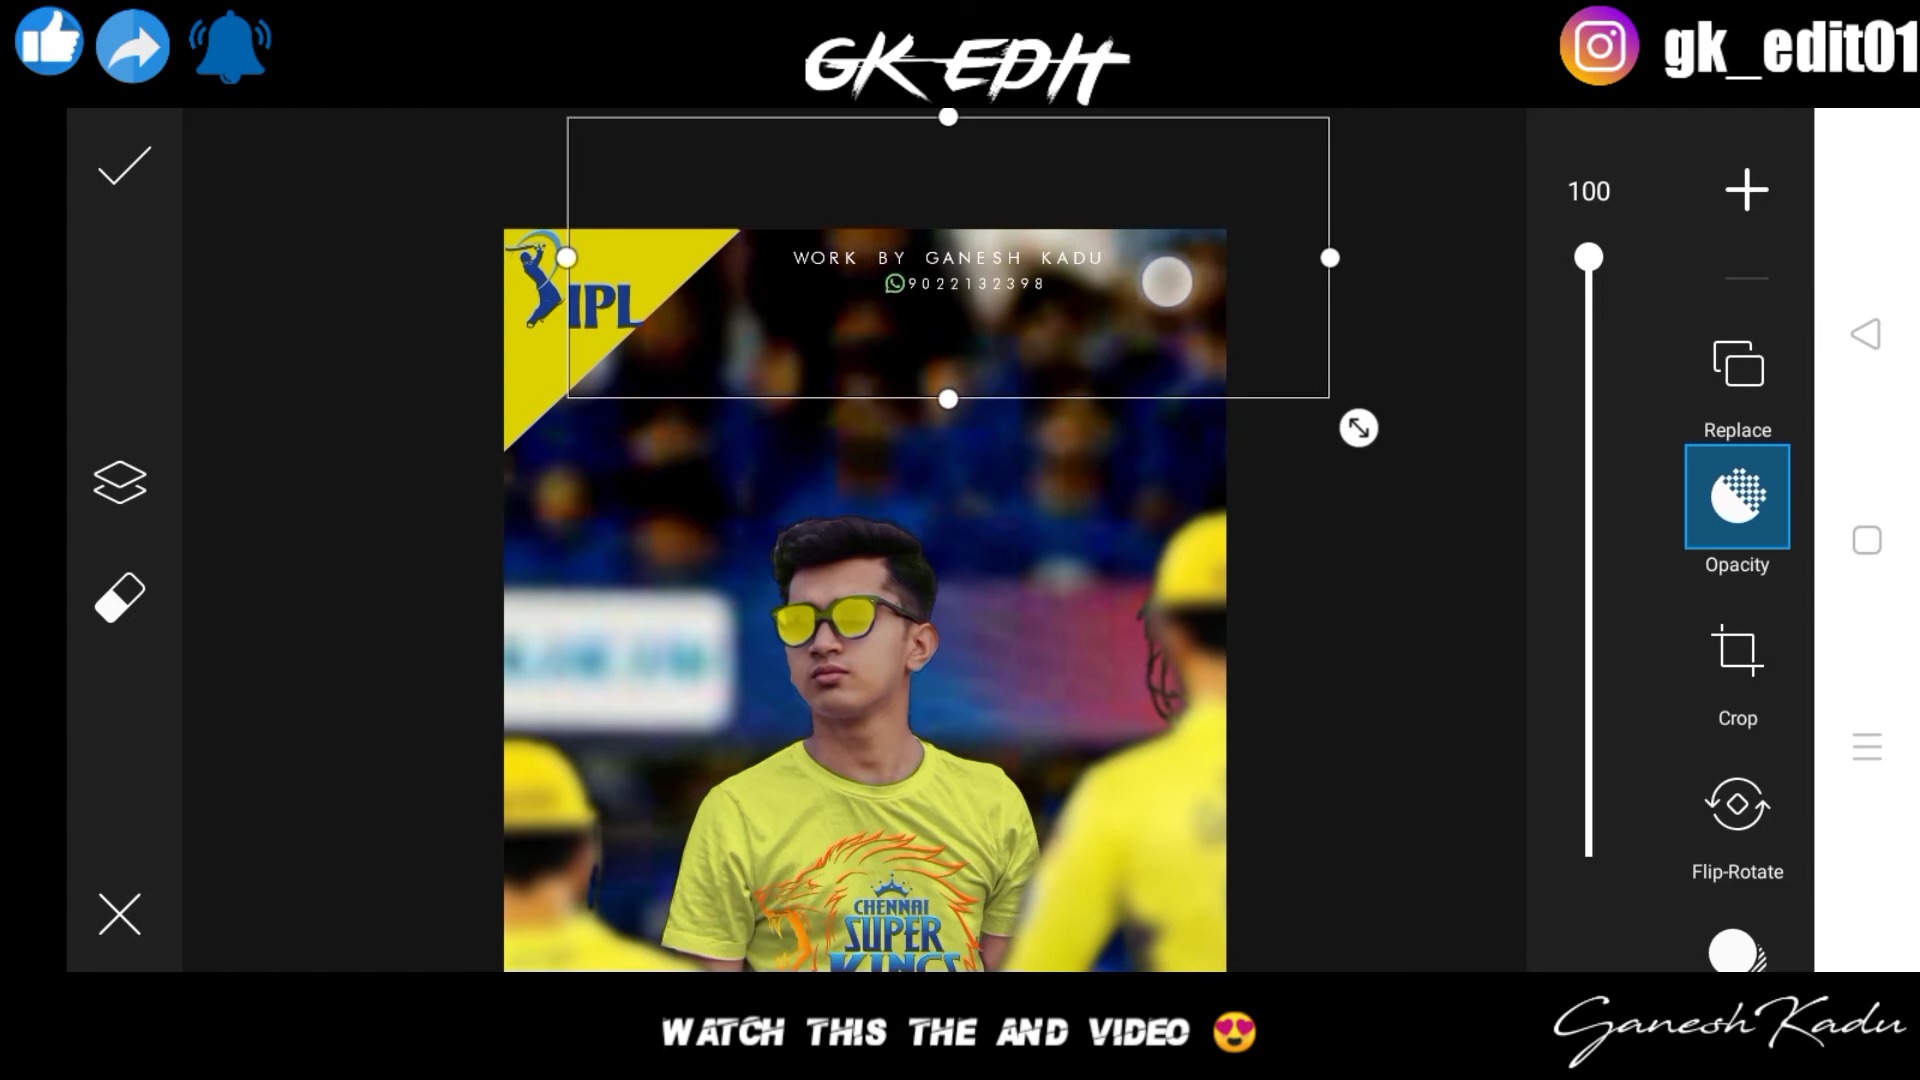 GK EDIT
gk_edit01
100
WORK BY GANESH KADU
9022132398
IPL
Replace
Opacity
Crop
Flip-Rotate
CHENNAI
SUPER
KINGS
WATCH THIS THE AND VIDEO 😍
Ganesh Kadu